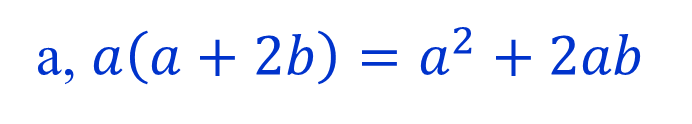 a, a(a + 2b) = a² + 2ab